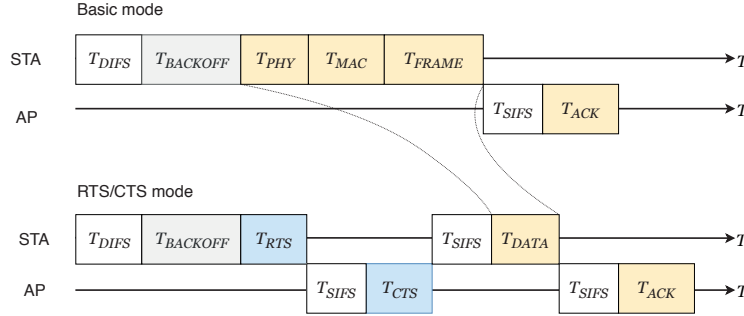 Basic mode
STA T_DIFS T_BACKOFF T_PHY T_MAC T_FRAME T
AP T_SIFS T_ACK T
RTS/CTS mode
STA T_DIFS T_BACKOFF T_RTS T_SIFS T_DATA T
AP T_SIFS T_CTS T_SIFS T_ACK T